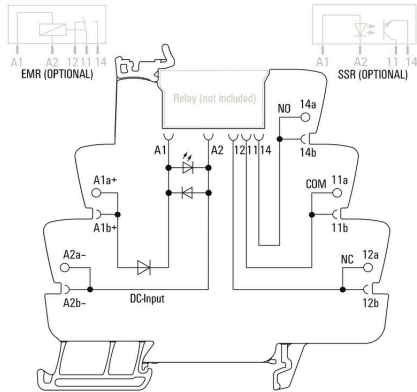 A1 A2 12 11 14
EMR (OPTIONAL)
A1 A2 11 14
SSR (OPTIONAL)
Relay (not included)
NO 14a
A1 A2 12 11 14
14b
A1a+
COM 11a
A1b+
11b
A2a–
NC 12a
DC-Input
A2b–
12b